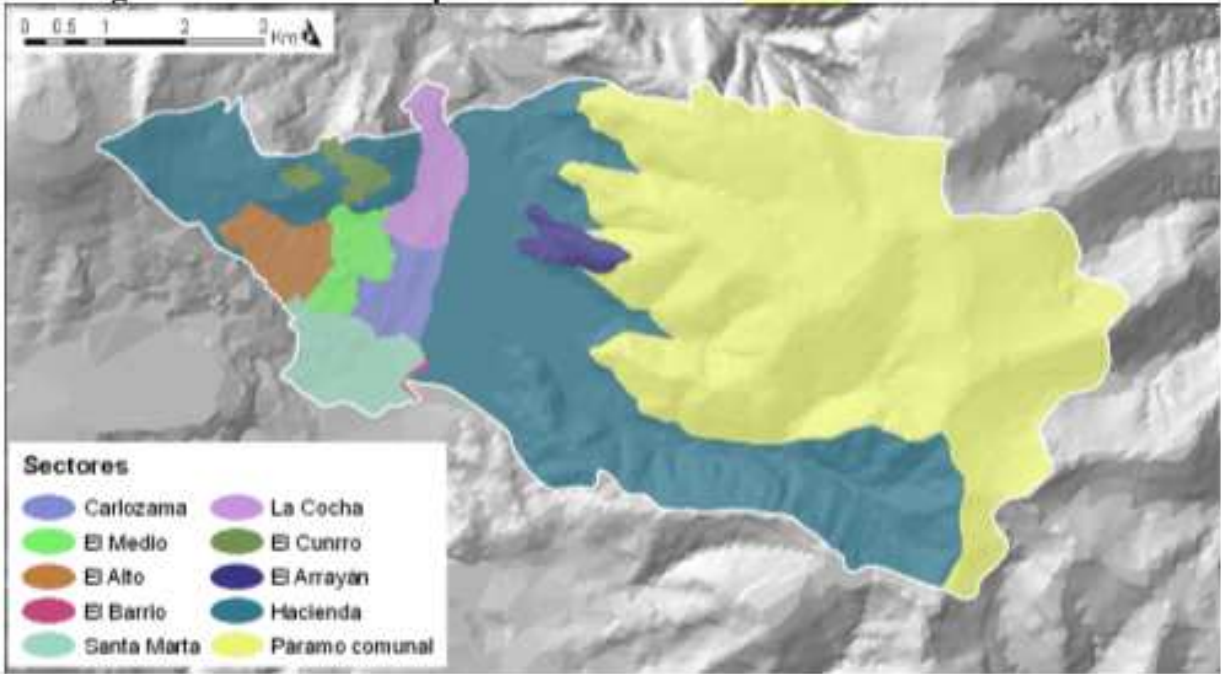 0 0.5 1 2 3
Km
Sectores
Carlozama
La Cocha
El Medio
El Cunrro
El Alto
El Arrayan
El Barrio
Hacienda
Santa Marta
Páramo comunal